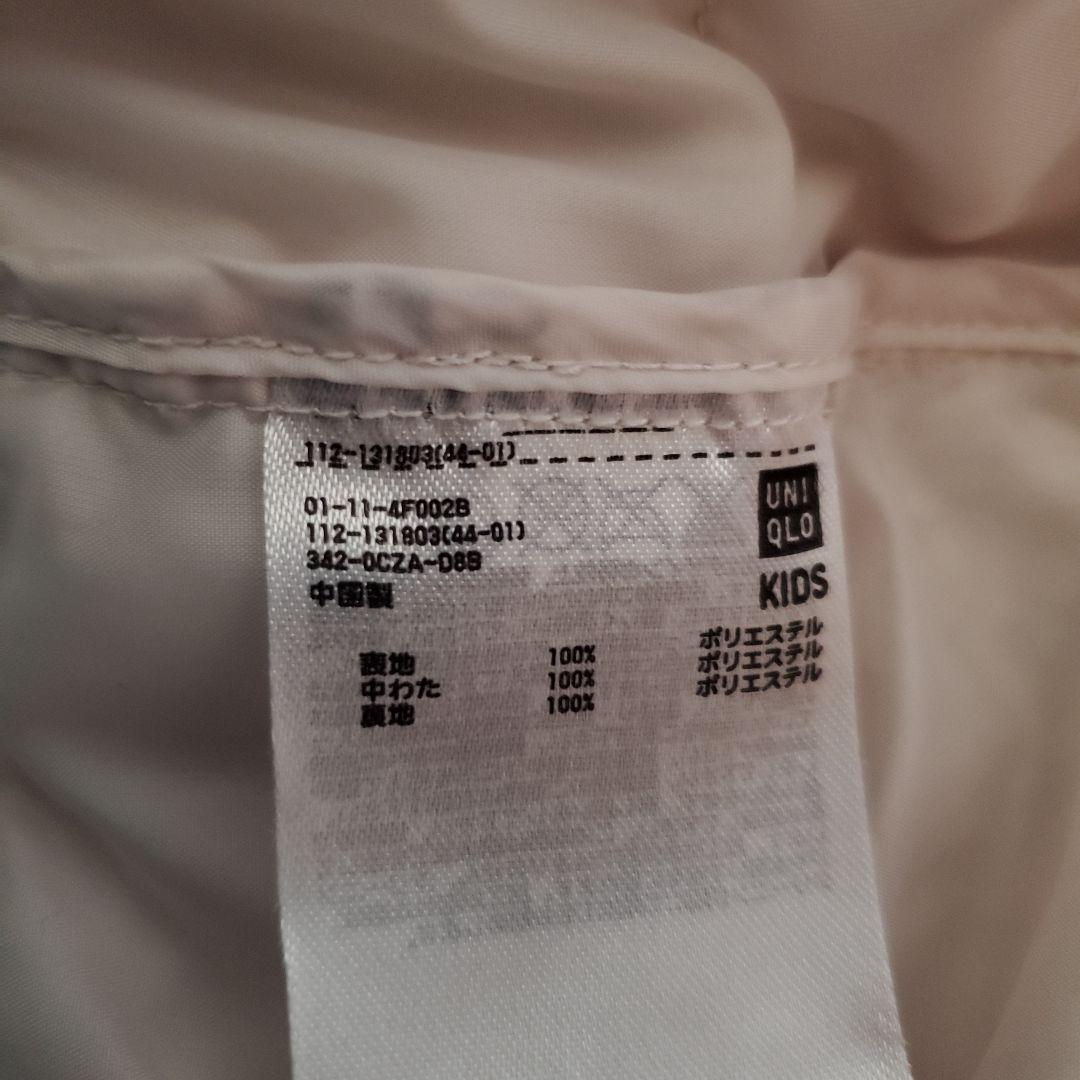 112-131803(44-01)
01-11-4F002B
112-131803(44-01)
342-0CZA-D8B
中国製
UNI
QLO
KIDS
表地 100% ポリエステル
中わた 100% ポリエステル
裏地 100% ポリエステル